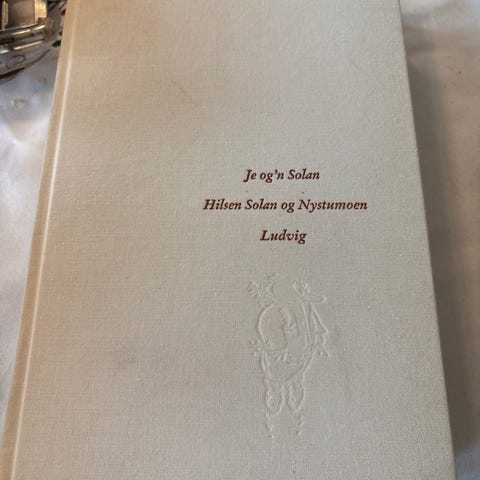 Je og'n Solan
Hilsen Solan og Nystumoen
Ludvig